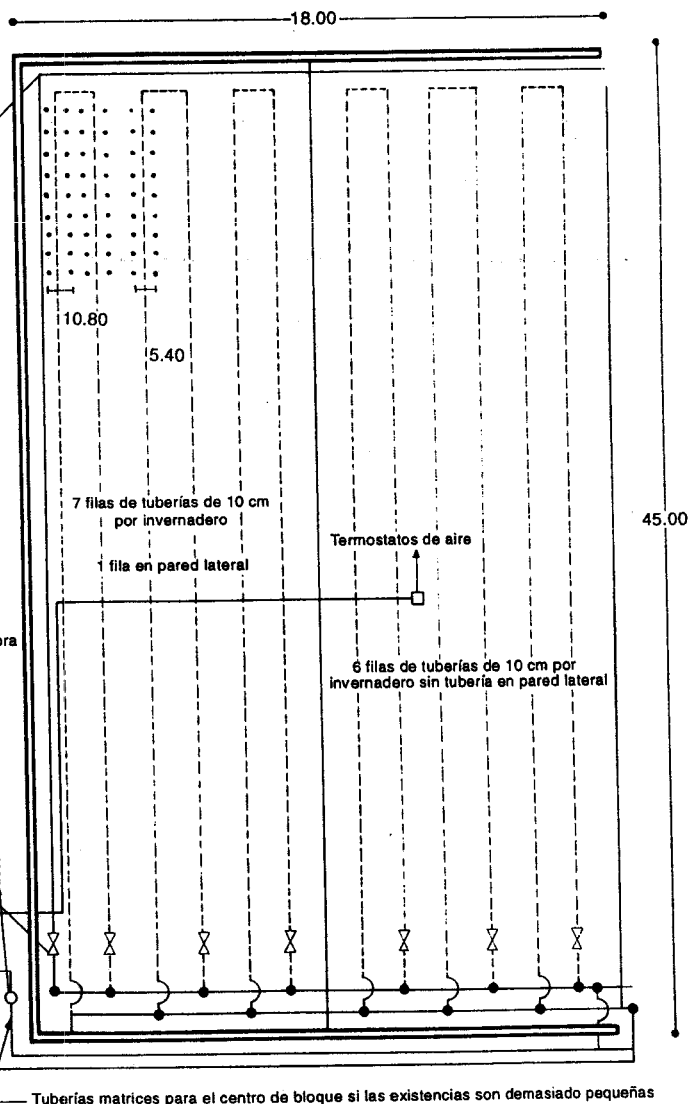 18.00
10.80
5.40
7 filas de tuberías de 10 cm
por invernadero
1 fila en pared lateral
Termostatos de aire
45.00
6 filas de tuberías de 10 cm por
invernadero sin tubería en pared lateral
Tuberías matrices para el centro de bloque si las existencias son demasiado pequeñas